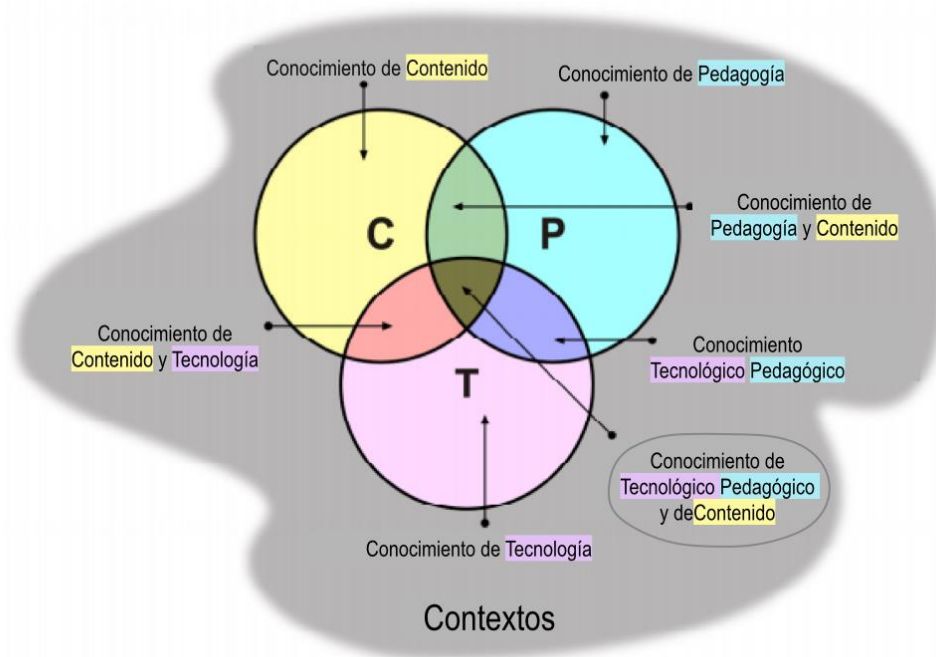 Conocimiento de Contenido
Conocimiento de Pedagogía
C
P
Conocimiento de
Pedagogía y Contenido
Conocimiento de
Contenido y Tecnología
Conocimiento
Tecnológico Pedagógico
T
Conocimiento de
Tecnológico Pedagógico
y deContenido
Conocimiento de Tecnología
Contextos